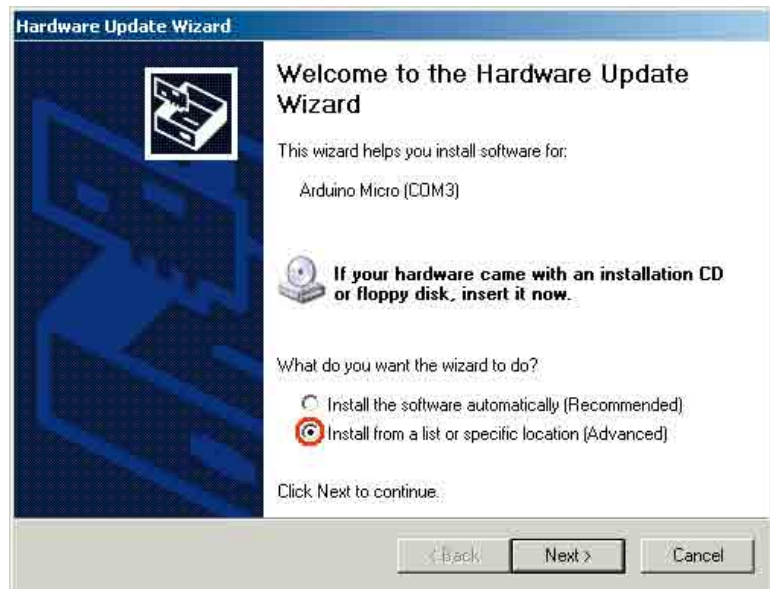 Hardware Update Wizard
Welcome to the Hardware Update
Wizard
This wizard helps you install software for:
Arduino Micro (COM3)
If your hardware came with an installation CD
or floppy disk, insert it now.
What do you want the wizard to do?
Install the software automatically (Recommended)
Install from a list or specific location (Advanced)
Click Next to continue.
< Back
Next >
Cancel